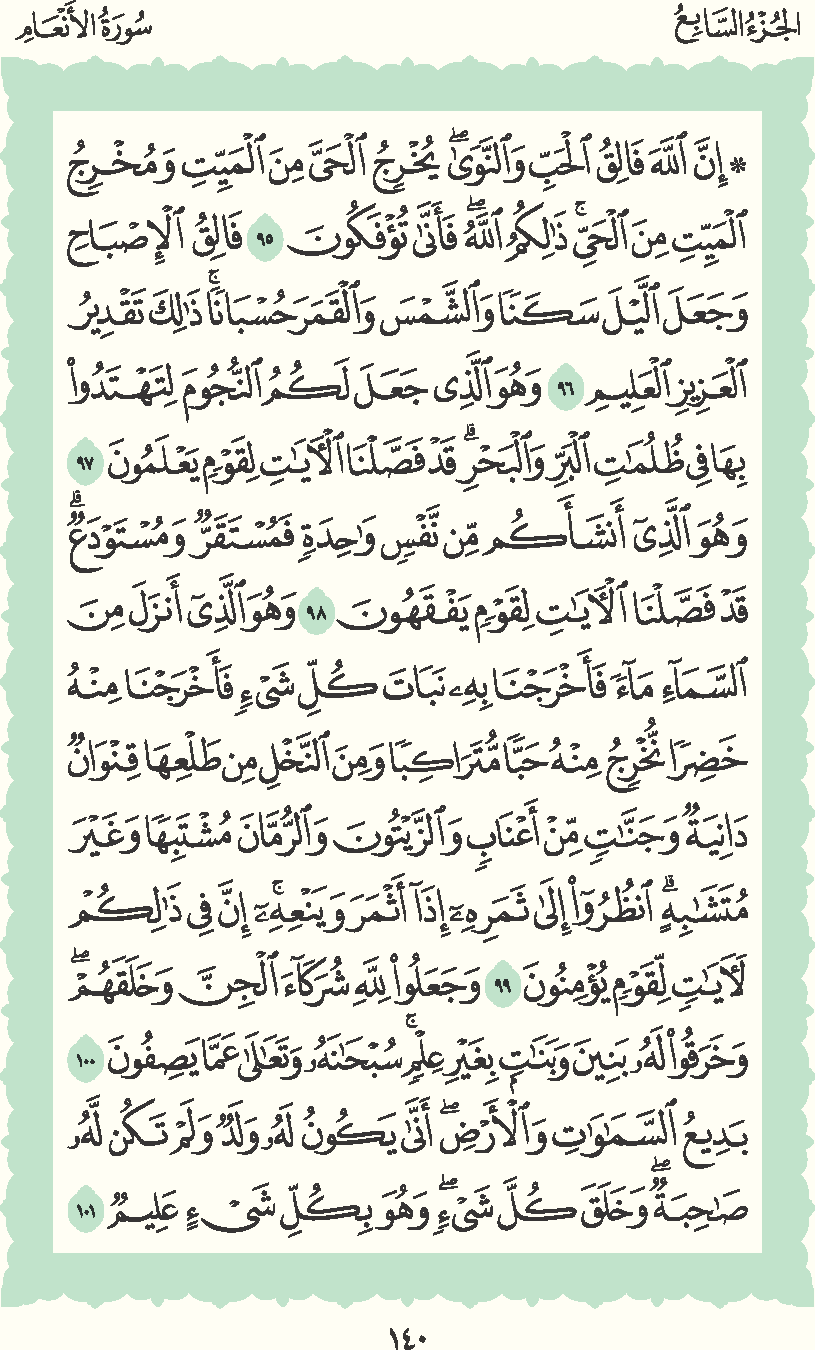 الجُزْءُ السَّابِعُ
سُورَةُ الأَنْعَامِ
۞ إِنَّ ٱللَّهَ فَالِقُ ٱلْحَبِّ وَٱلنَّوَىٰۖ يُخْرِجُ ٱلْحَىَّ مِنَ ٱلْمَيِّتِ وَمُخْرِجُ
ٱلْمَيِّتِ مِنَ ٱلْحَىِّۚ ذَٰلِكُمُ ٱللَّهُۖ فَأَنَّىٰ تُؤْفَكُونَ ٩٥ فَالِقُ ٱلْإِصْبَاحِ
وَجَعَلَ ٱلَّيْلَ سَكَنًا وَٱلشَّمْسَ وَٱلْقَمَرَ حُسْبَانًاۚ ذَٰلِكَ تَقْدِيرُ
ٱلْعَزِيزِ ٱلْعَلِيمِ ٩٦ وَهُوَ ٱلَّذِى جَعَلَ لَكُمُ ٱلنُّجُومَ لِتَهْتَدُوا۟
بِهَا فِى ظُلُمَٰتِ ٱلْبَرِّ وَٱلْبَحْرِۗ قَدْ فَصَّلْنَا ٱلْءَايَٰتِ لِقَوْمٍ يَعْلَمُونَ ٩٧
وَهُوَ ٱلَّذِىٓ أَنشَأَكُم مِّن نَّفْسٍ وَٰحِدَةٍ فَمُسْتَقَرٌّ وَمُسْتَوْدَعٌۗ
قَدْ فَصَّلْنَا ٱلْءَايَٰتِ لِقَوْمٍ يَفْقَهُونَ ٩٨ وَهُوَ ٱلَّذِىٓ أَنزَلَ مِنَ
ٱلسَّمَآءِ مَآءً فَأَخْرَجْنَا بِهِۦ نَبَاتَ كُلِّ شَىْءٍ فَأَخْرَجْنَا مِنْهُ
خَضِرًا نُّخْرِجُ مِنْهُ حَبًّا مُّتَرَاكِبًا وَمِنَ ٱلنَّخْلِ مِن طَلْعِهَا قِنْوَانٌ
دَانِيَةٌ وَجَنَّٰتٍ مِّنْ أَعْنَابٍ وَٱلزَّيْتُونَ وَٱلرُّمَّانَ مُشْتَبِهًا وَغَيْرَ
مُتَشَٰبِهٍۗ ٱنظُرُوٓا۟ إِلَىٰ ثَمَرِهِۦٓ إِذَآ أَثْمَرَ وَيَنْعِهِۦٓۚ إِنَّ فِى ذَٰلِكُمْ
لَءَايَٰتٍ لِّقَوْمٍ يُؤْمِنُونَ ٩٩ وَجَعَلُوا۟ لِلَّهِ شُرَكَآءَ ٱلْجِنَّ وَخَلَقَهُمْۖ
وَخَرَقُوا۟ لَهُۥ بَنِينَ وَبَنَٰتٍۭ بِغَيْرِ عِلْمٍۚ سُبْحَٰنَهُۥ وَتَعَٰلَىٰ عَمَّا يَصِفُونَ ١٠٠
بَدِيعُ ٱلسَّمَٰوَٰتِ وَٱلْأَرْضِۖ أَنَّىٰ يَكُونُ لَهُۥ وَلَدٌ وَلَمْ تَكُن لَّهُۥ
صَٰحِبَةٌۖ وَخَلَقَ كُلَّ شَىْءٍۖ وَهُوَ بِكُلِّ شَىْءٍ عَلِيمٌ ١٠١
١٤٠